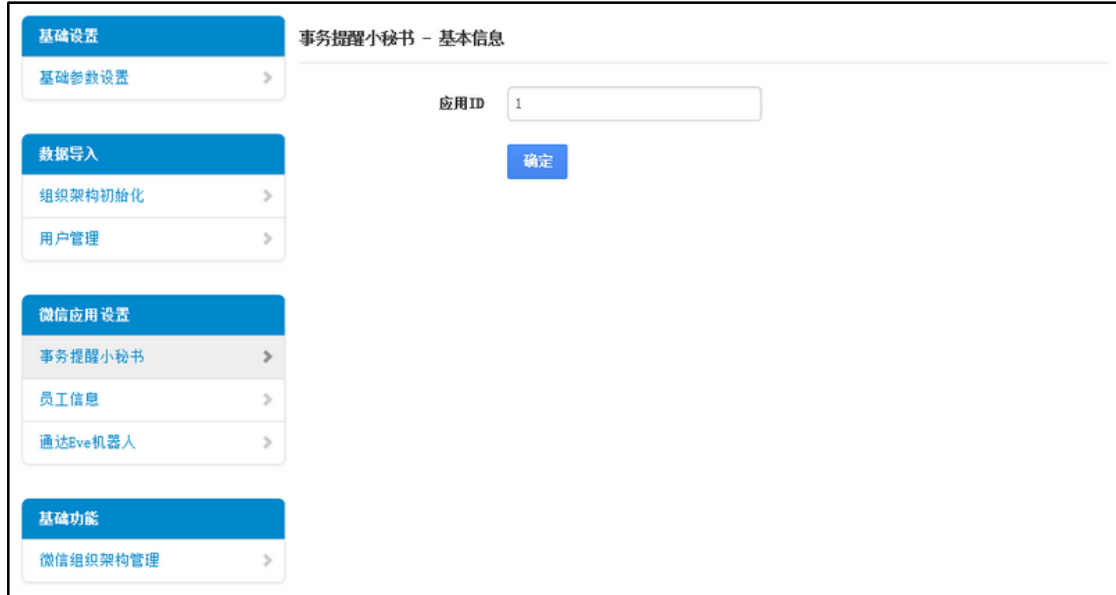 基础设置
基础参数设置
数据导入
组织架构初始化
用户管理
微信应用设置
事务提醒小秘书
员工信息
通达Eve机器人
基础功能
微信组织架构管理
事务提醒小秘书 - 基本信息
应用ID 1
确定